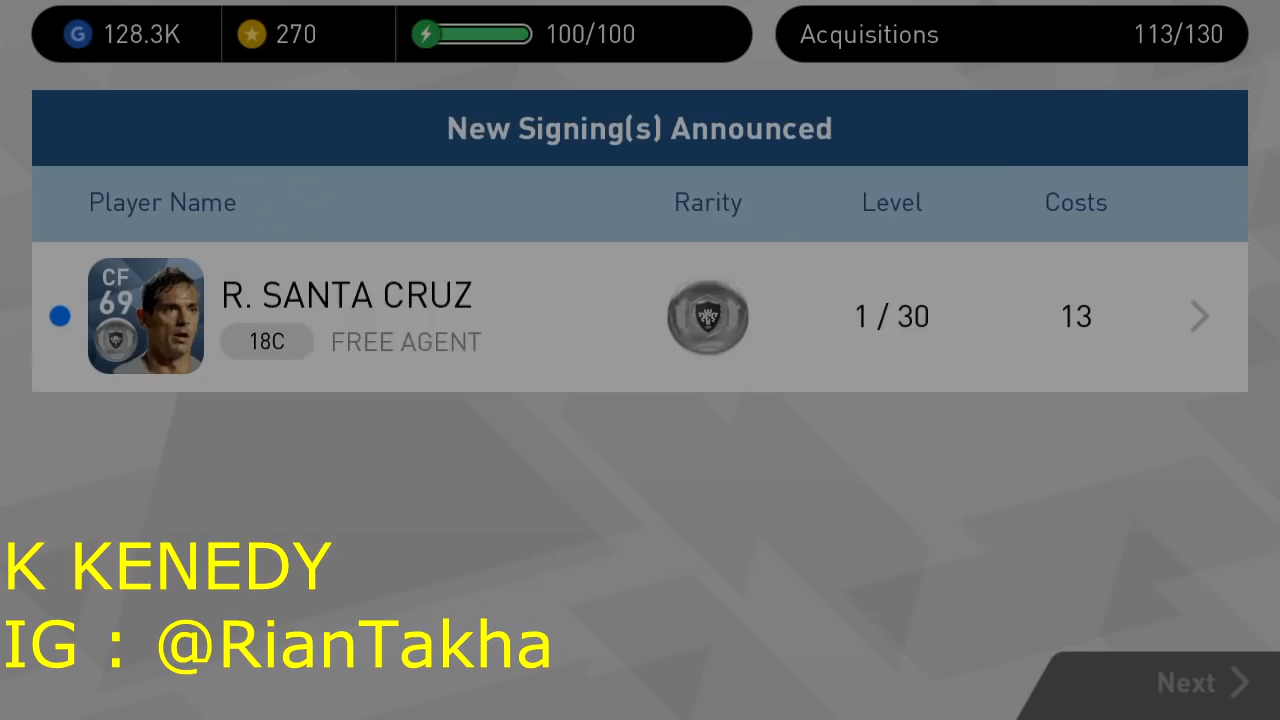 G 128.3K 270 100/100 Acquisitions 113/130
New Signing(s) Announced
Player Name Rarity Level Costs
CF
69
R. SANTA CRUZ 1 / 30 13
18C FREE AGENT
K KENEDY
IG : @RianTakha
Next